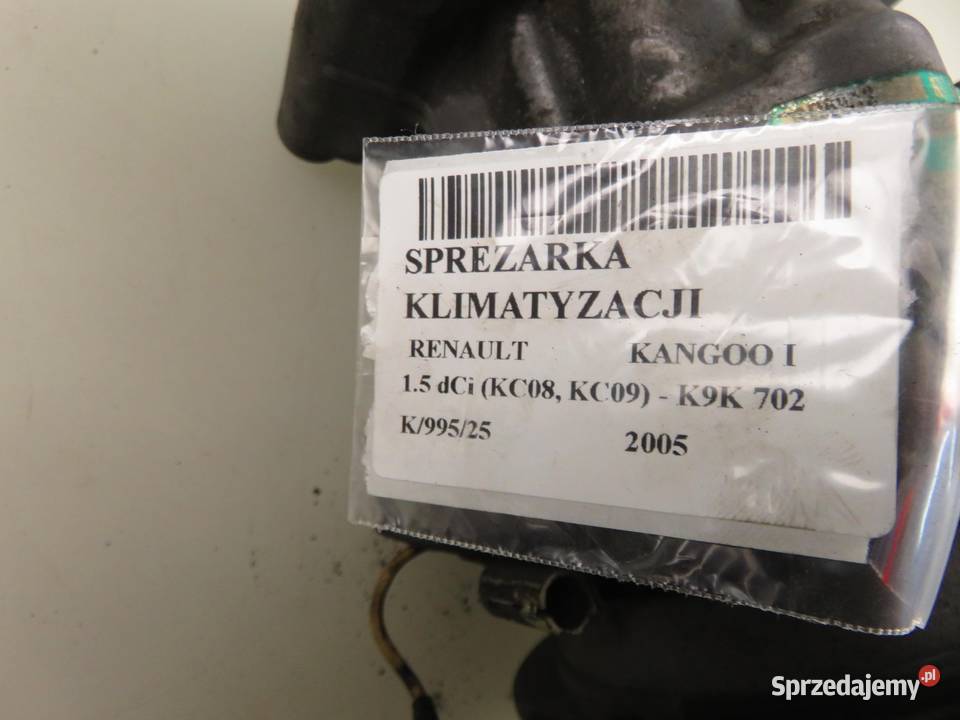 SPREZARKA
KLIMATYZACJI
RENAULT KANGOO I
1.5 dCi (KC08, KC09) - K9K 702
K/995/25 2005
Sprzedajemy.pl